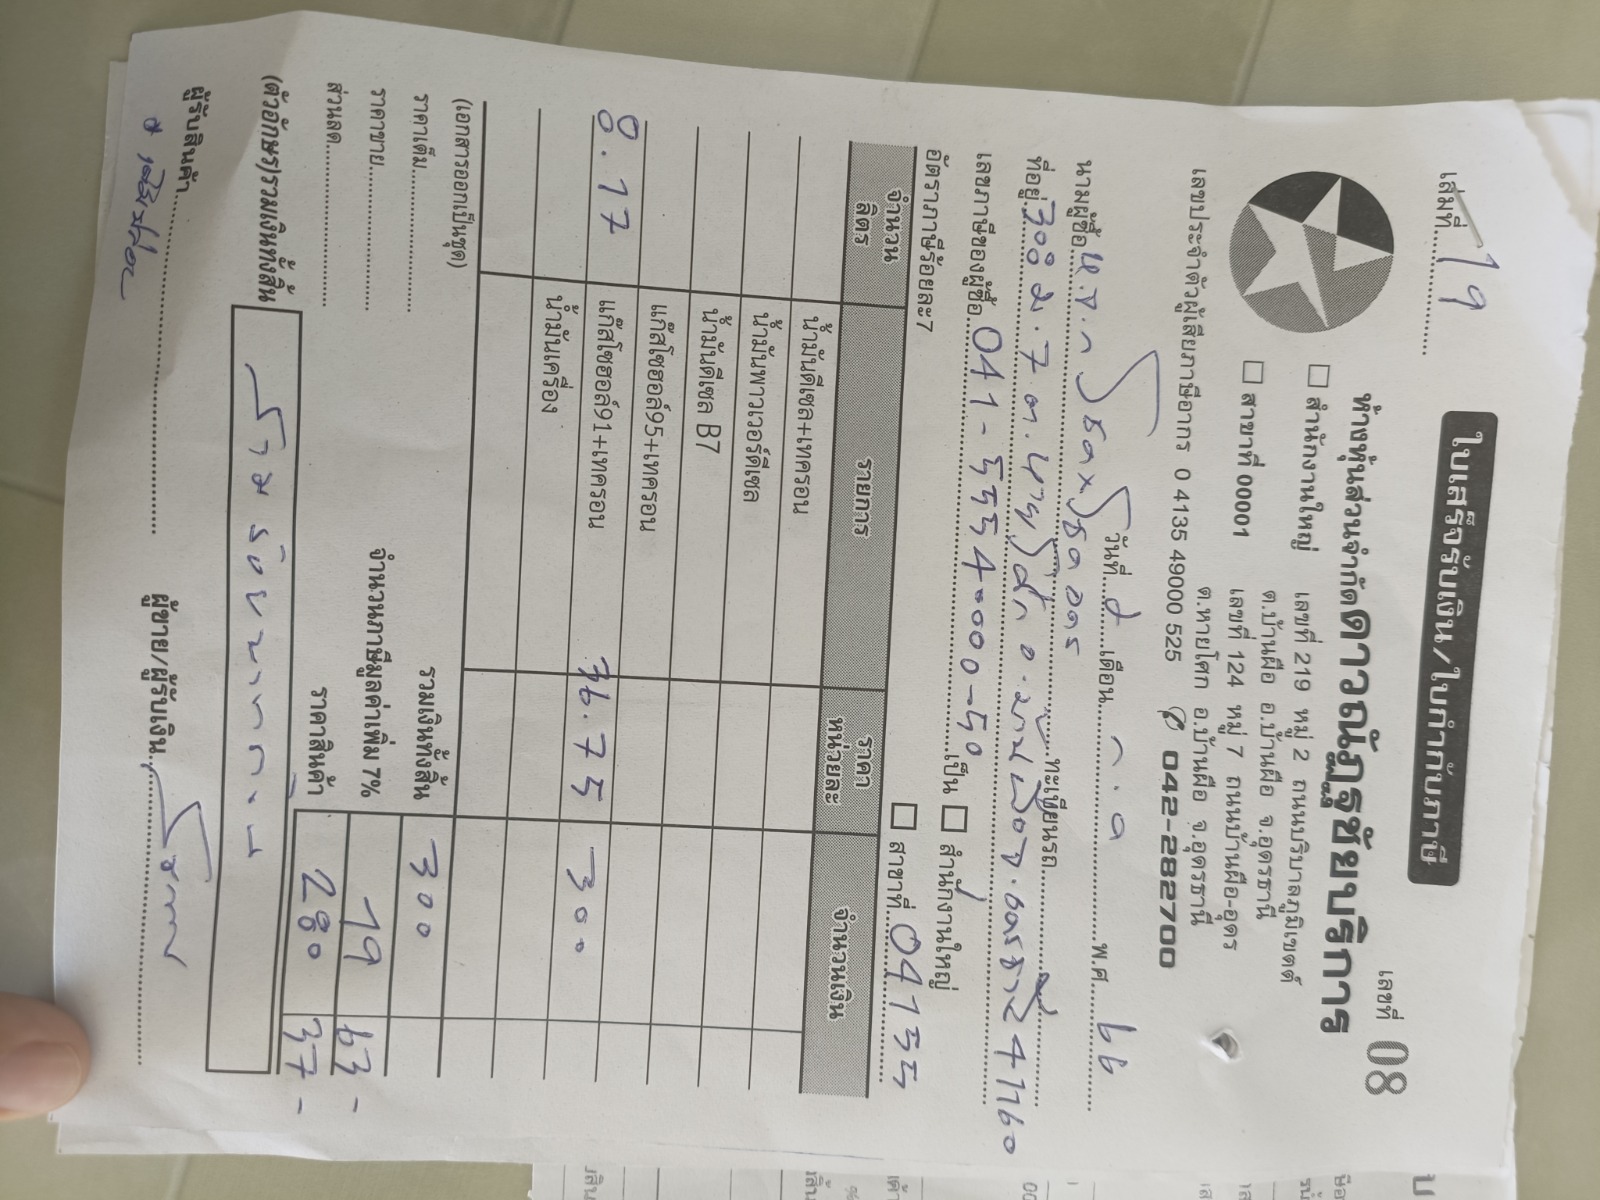 ใบเสร็จรับเงิน/ใบกำกับภาษี
เล่มที่ 19
เลขที่ 08
ห้างหุ้นส่วนจำกัดดาวณัฏฐชัยบริการ
สำนักงานใหญ่ เลขที่ 219 หมู่ 2 ถนนบริบาลภูมิเขตต์
ต.บ้านผือ อ.บ้านผือ จ.อุดรธานี
สาขาที่ 00001 เลขที่ 124 หมู่ 7 ถนนบ้านผือ-อุดร
ต.หายโศก อ.บ้านผือ จ.อุดรธานี
เลขประจำตัวผู้เสียภาษีอากร 0 4135 49000 525 042-282700
วันที่ เดือน ก.ค พ.ศ. 66
นามผู้ซื้อ ทะเบียนรถ
ที่อยู่ 308 ม.7 41160
เลขภาษีของผู้ซื้อ 041-5554000-50 เป็น สำนักงานใหญ่
อัตราภาษีร้อยละ7 สาขาที่ 04155
จำนวนลิตร รายการ ราคาหน่วยละ จำนวนเงิน
น้ำมันดีเซล+เทครอน
น้ำมันพาวเวอร์ดีเซล
น้ำมันดีเซล B7
แก๊สโซฮอล์95+เทครอน
8.17 แก๊สโซฮอล์91+เทครอน 36.75 300
น้ำมันเครื่อง
(เอกสารออกเป็นชุด)
ราคาเต็ม รวมเงินทั้งสิ้น 300
ราคาขาย จำนวนภาษีมูลค่าเพิ่ม 7% 19 63 -
ส่วนลด ราคาสินค้า 280 37 -
(ตัวอักษร)รวมเงินทั้งสิ้น
ผู้รับสินค้า ผู้ขาย/ผู้รับเงิน